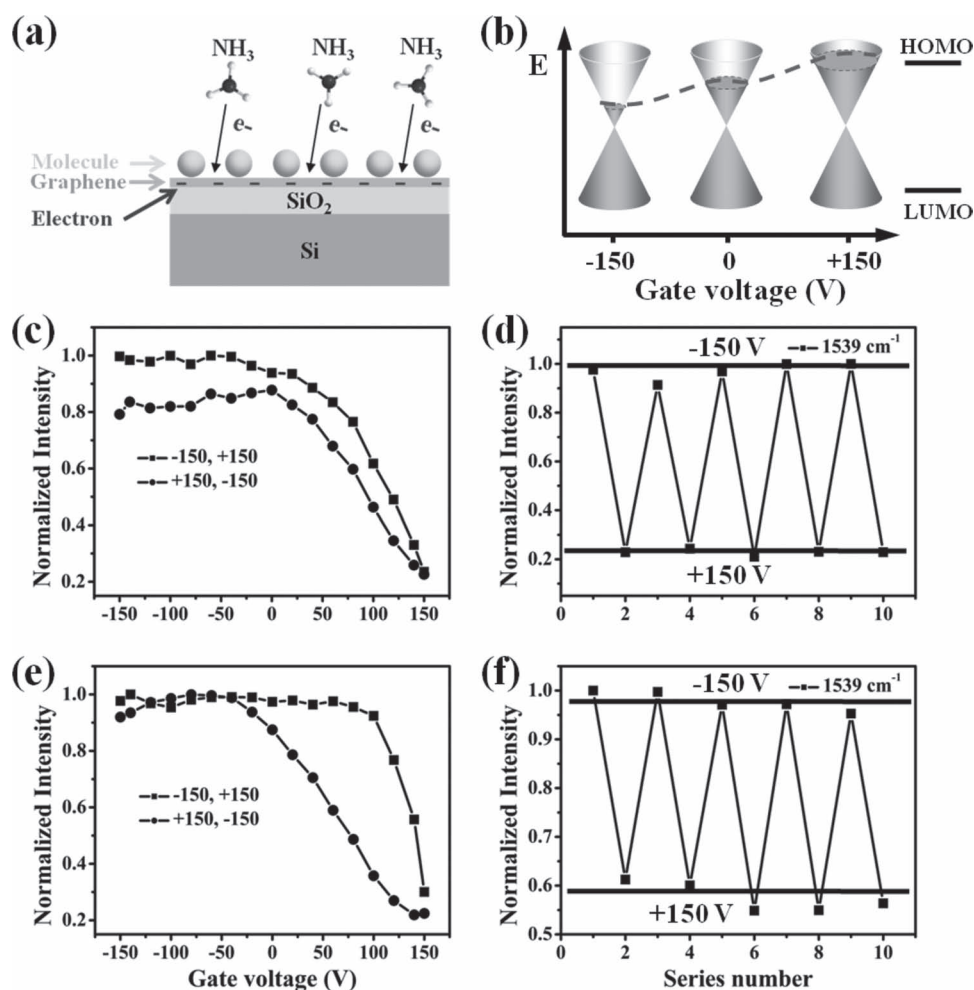 (a)
NH3 NH3 NH3
e- e- e-
Molecule
Graphene
Electron
SiO2
Si
(b)
E
HOMO
LUMO
-150 0 +150
Gate voltage (V)
(c)
Normalized Intensity
1.0
0.8
0.6
0.4
0.2
-150, +150
+150, -150
-150 -100 -50 0 50 100 150
(d)
Normalized Intensity
1.0
0.8
0.6
0.4
0.2
-150 V
1539 cm-1
+150 V
0 2 4 6 8 10
(e)
Normalized Intensity
1.0
0.8
0.6
0.4
0.2
-150, +150
+150, -150
-150 -100 -50 0 50 100 150
Gate voltage (V)
(f)
Normalized Intensity
1.0
0.9
0.8
0.7
0.6
0.5
-150 V
1539 cm-1
+150 V
0 2 4 6 8 10
Series number